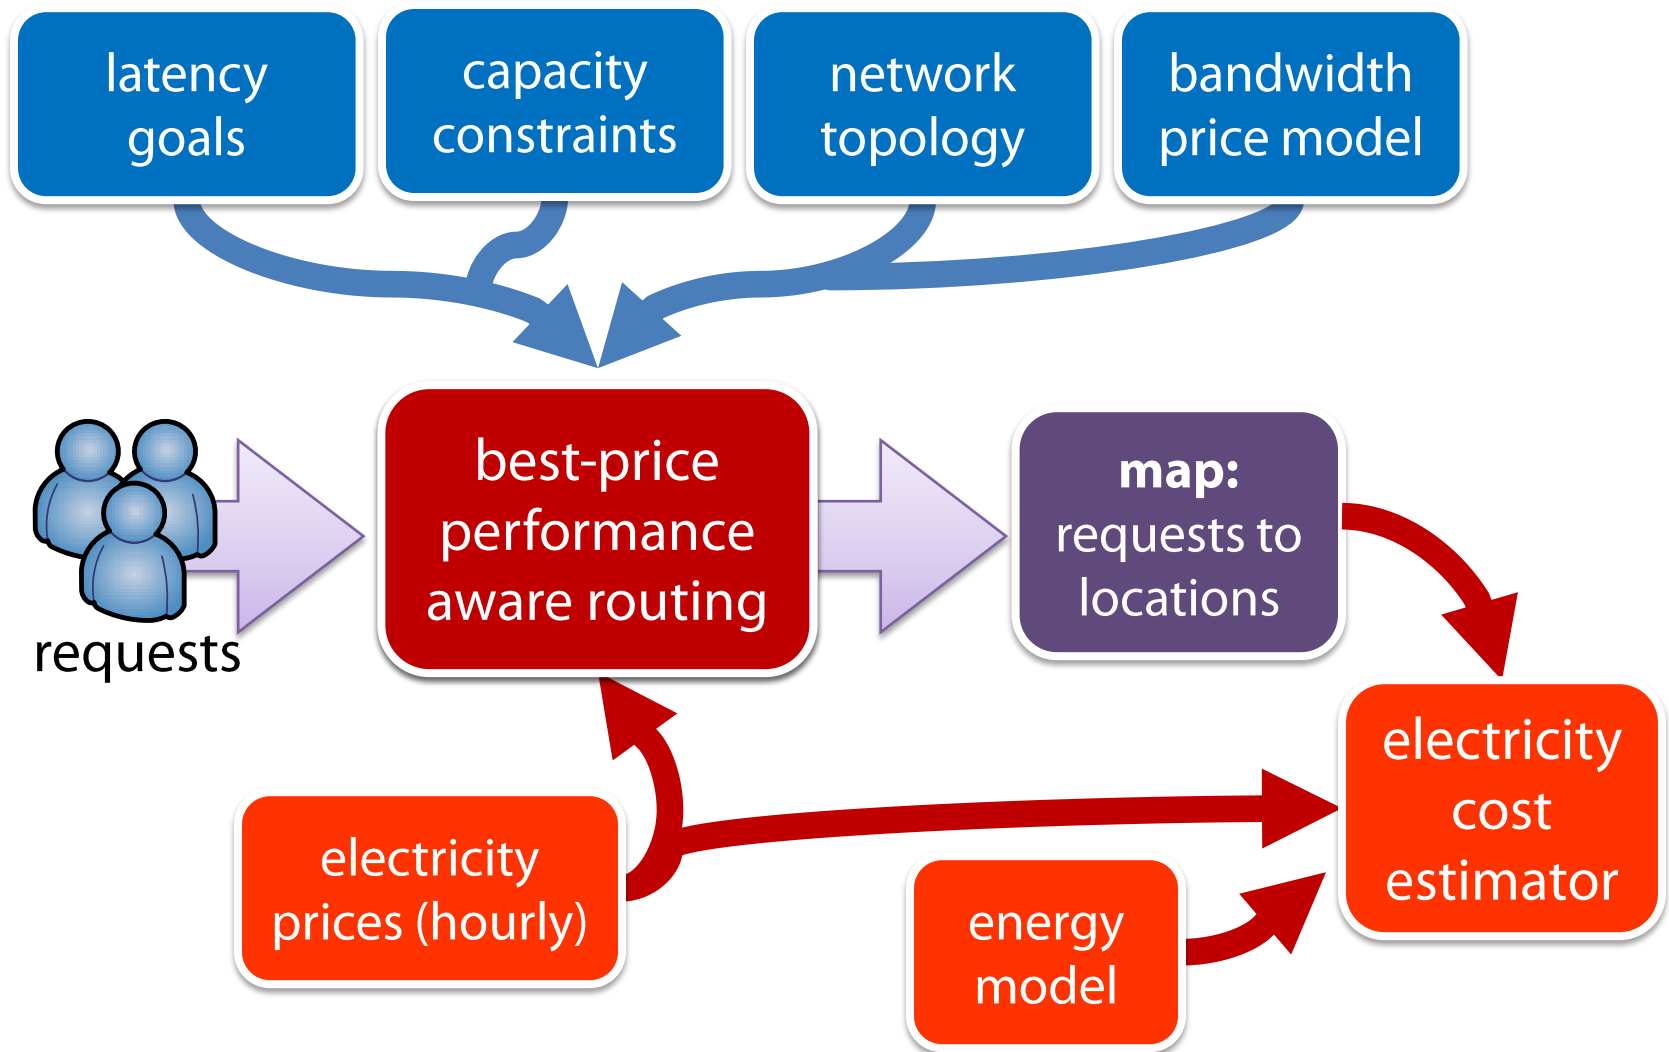 latency
goals
capacity
constraints
network
topology
bandwidth
price model
requests
best-price
performance
aware routing
map:
requests to
locations
electricity
prices (hourly)
energy
model
electricity
cost
estimator